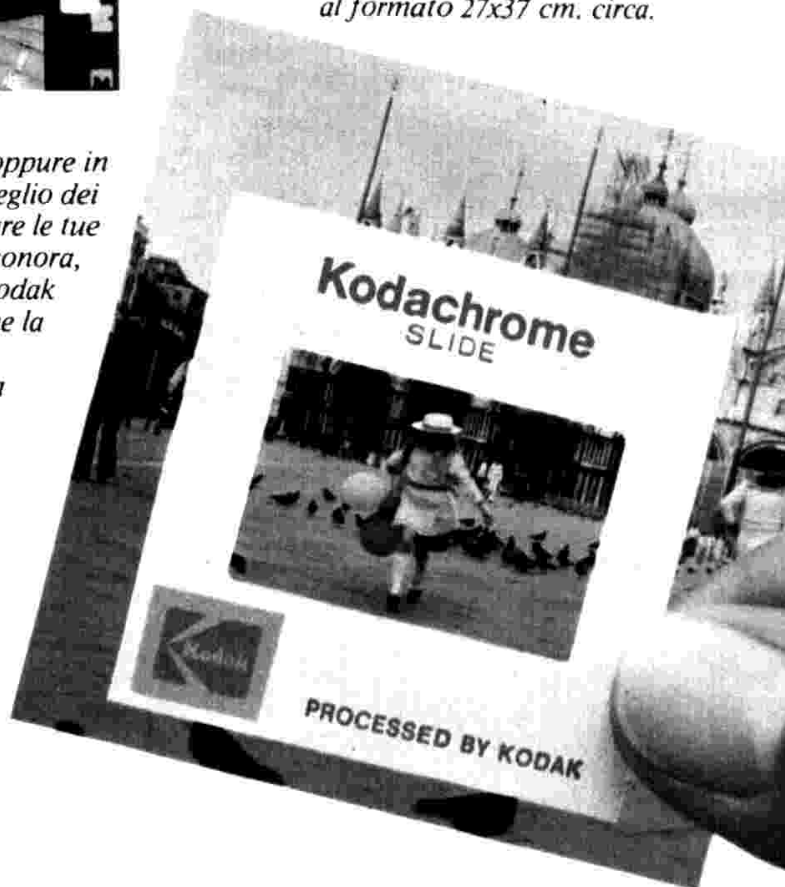 al formato 27x37 cm. circa.
oppure in
eglio dei
re le tue
onora,
odak
e la
Kodachrome
SLIDE
Kodak
PROCESSED BY KODAK